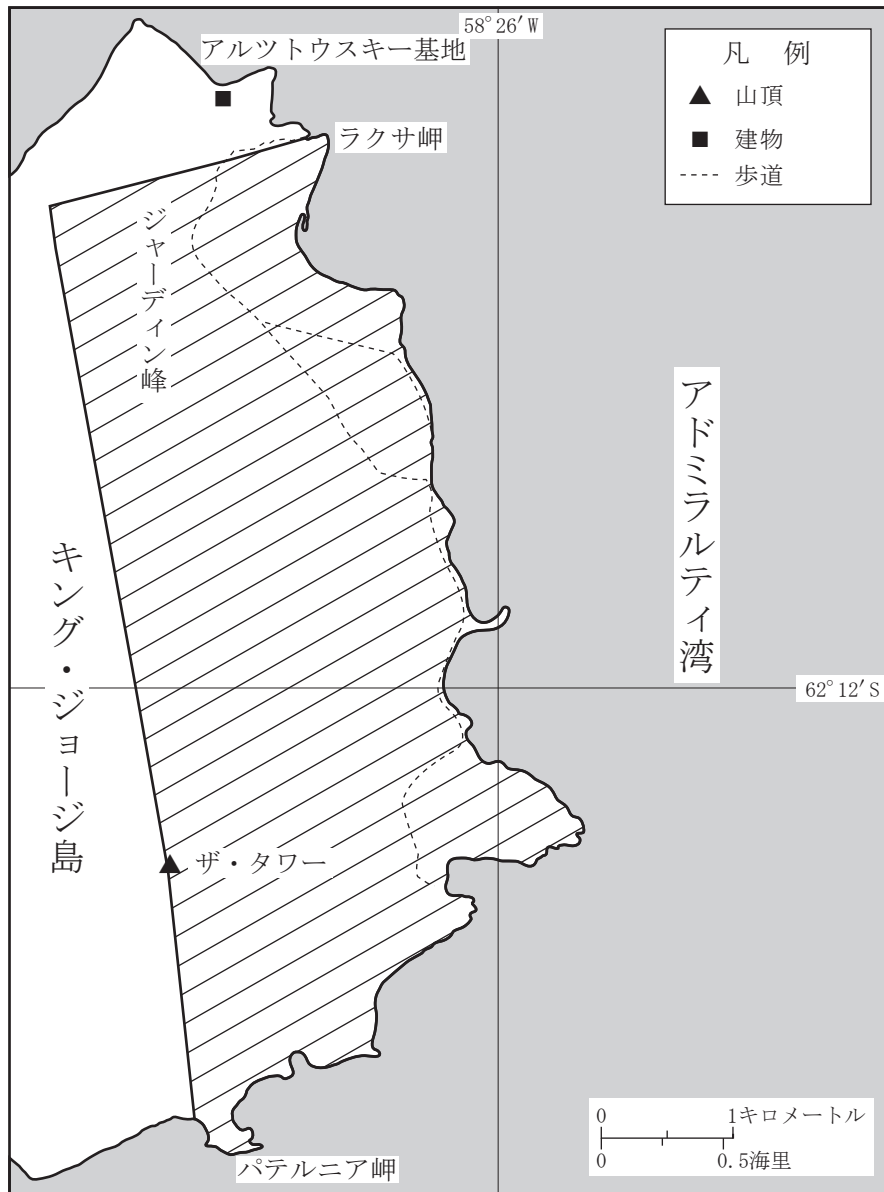 58°26′W
アルツトウスキー基地
凡 例
山頂
建物
歩道
ラクサ岬
ジャーディン峰
アドミラルティ湾
キング・ジョージ島
62°12′S
ザ・タワー
0 1キロメートル
0 0.5海里
パテルニア岬